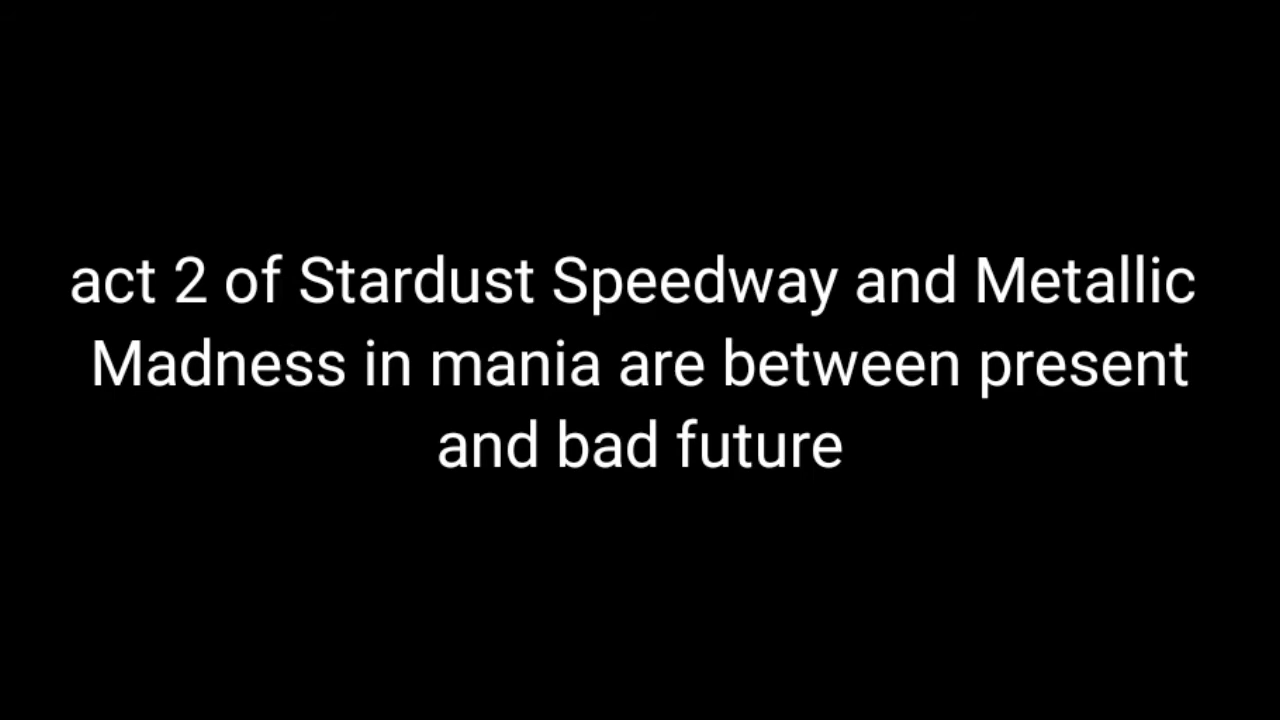 act 2 of Stardust Speedway and Metallic
Madness in mania are between present
and bad future